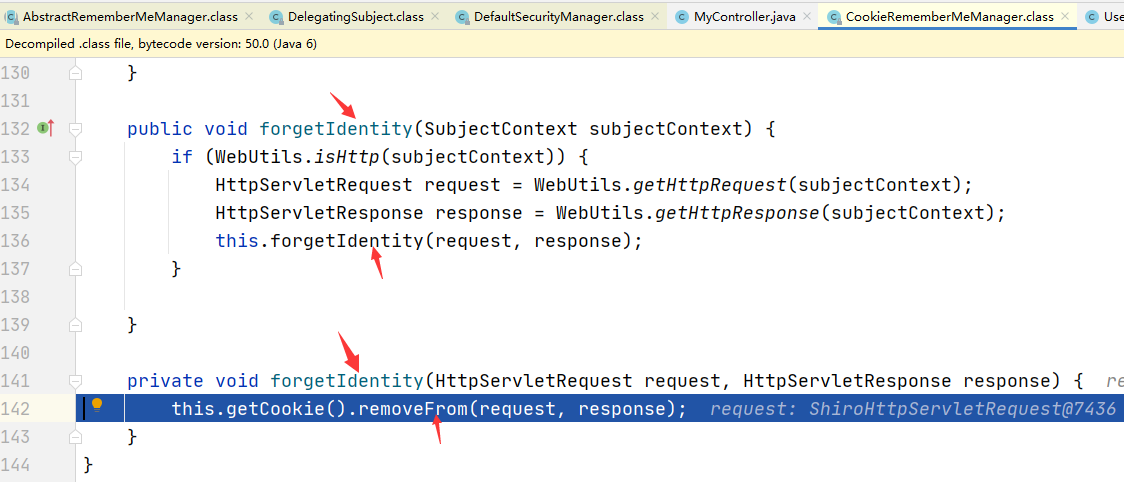 AbstractRememberMeManager.class DelegatingSubject.class DefaultSecurityManager.class MyController.java CookieRememberMeManager.class Use
Decompiled .class file, bytecode version: 50.0 (Java 6)
130 }
131
132 public void forgetIdentity(SubjectContext subjectContext) {
133 if (WebUtils.isHttp(subjectContext)) {
134 HttpServletRequest request = WebUtils.getHttpRequest(subjectContext);
135 HttpServletResponse response = WebUtils.getHttpResponse(subjectContext);
136 this.forgetIdentity(request, response);
137 }
138
139 }
140
141 private void forgetIdentity(HttpServletRequest request, HttpServletResponse response) { re
142 this.getCookie().removeFrom(request, response); request: ShiroHttpServletRequest@7436
143 }
144 }